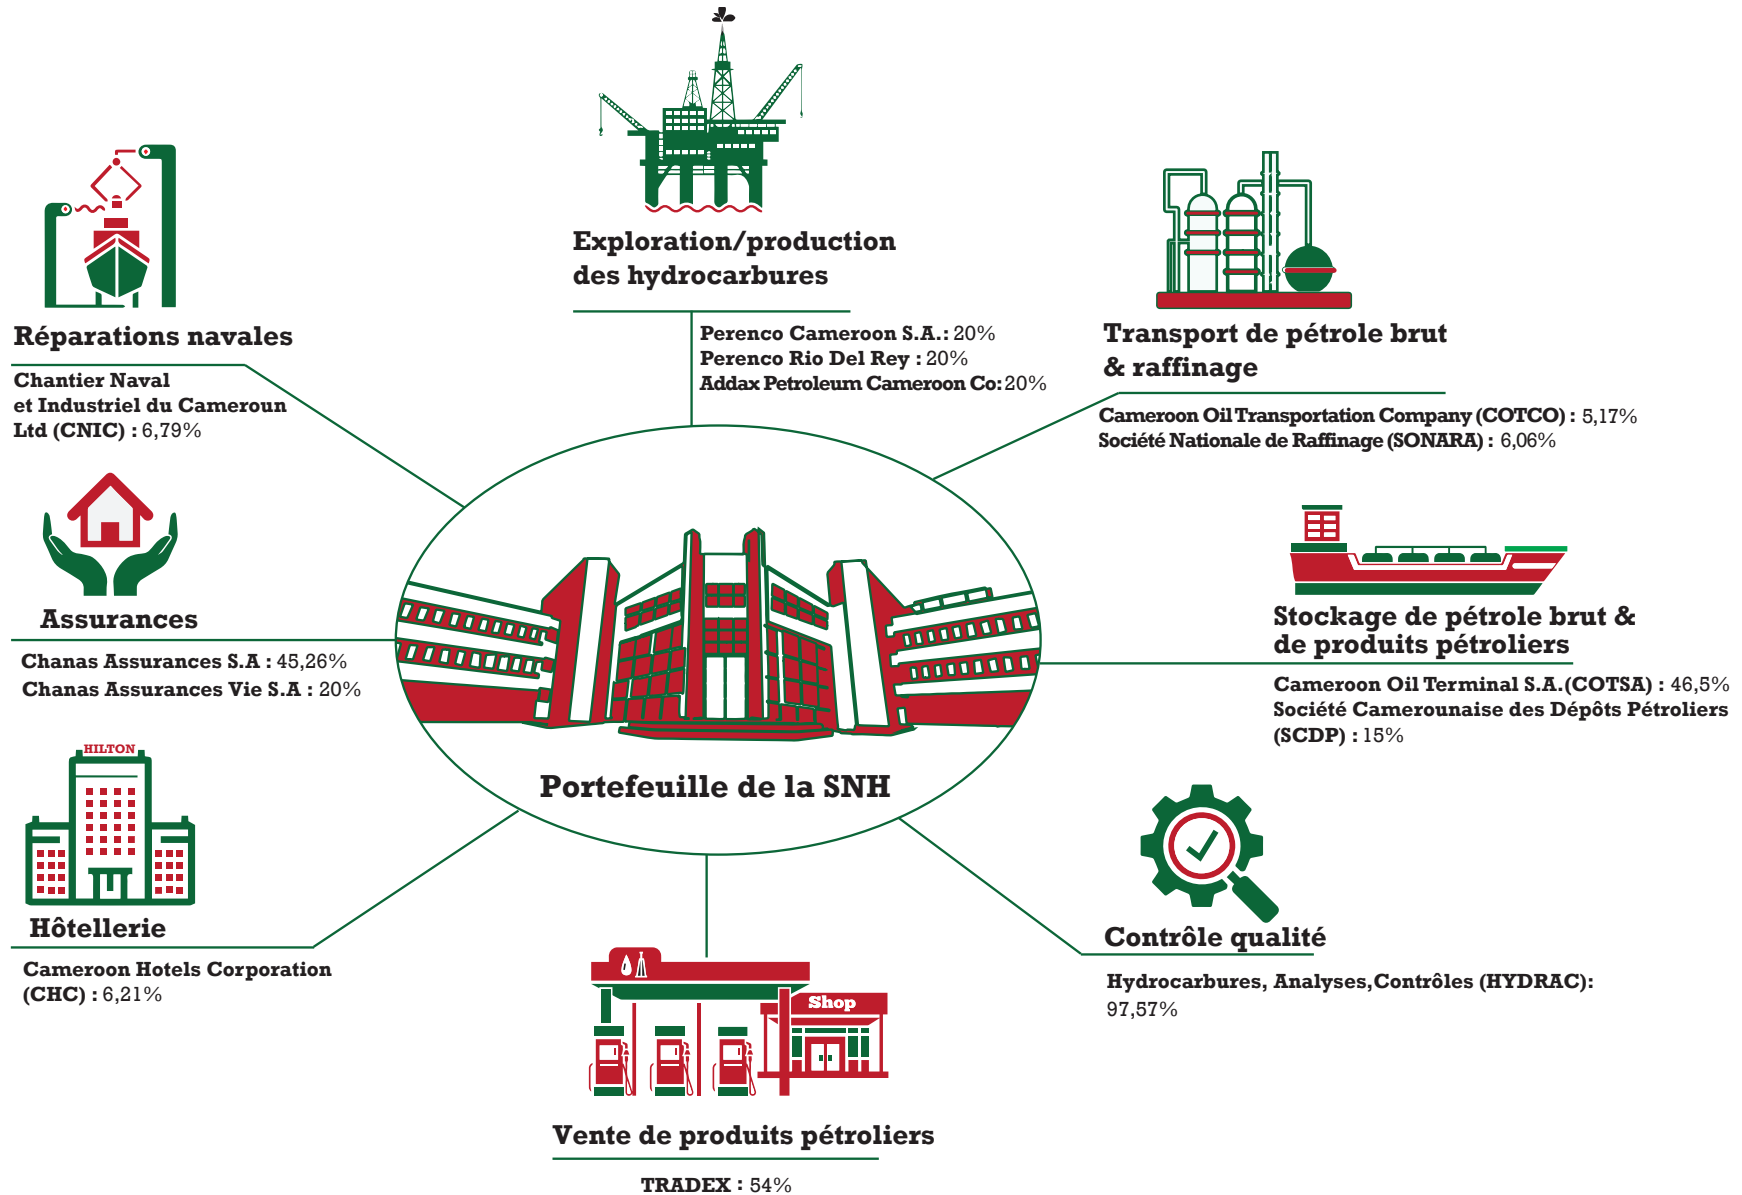 Exploration/production
des hydrocarbures
Perenco Cameroon S.A.: 20%
Perenco Rio Del Rey : 20%
Addax Petroleum Cameroon Co: 20%
Réparations navales
Chantier Naval
et Industriel du Cameroun
Ltd (CNIC) : 6,79%
Transport de pétrole brut
& raffinage
Cameroon Oil Transportation Company (COTCO) : 5,17%
Société Nationale de Raffinage (SONARA) : 6,06%
Assurances
Chanas Assurances S.A : 45,26%
Chanas Assurances Vie S.A : 20%
Stockage de pétrole brut &
de produits pétroliers
Cameroon Oil Terminal S.A.(COTSA) : 46,5%
Société Camerounaise des Dépôts Pétroliers
(SCDP) : 15%
Portefeuille de la SNH
HILTON
Hôtellerie
Cameroon Hotels Corporation
(CHC) : 6,21%
Contrôle qualité
Hydrocarbures, Analyses,Contrôles (HYDRAC):
97,57%
Shop
Vente de produits pétroliers
TRADEX : 54%